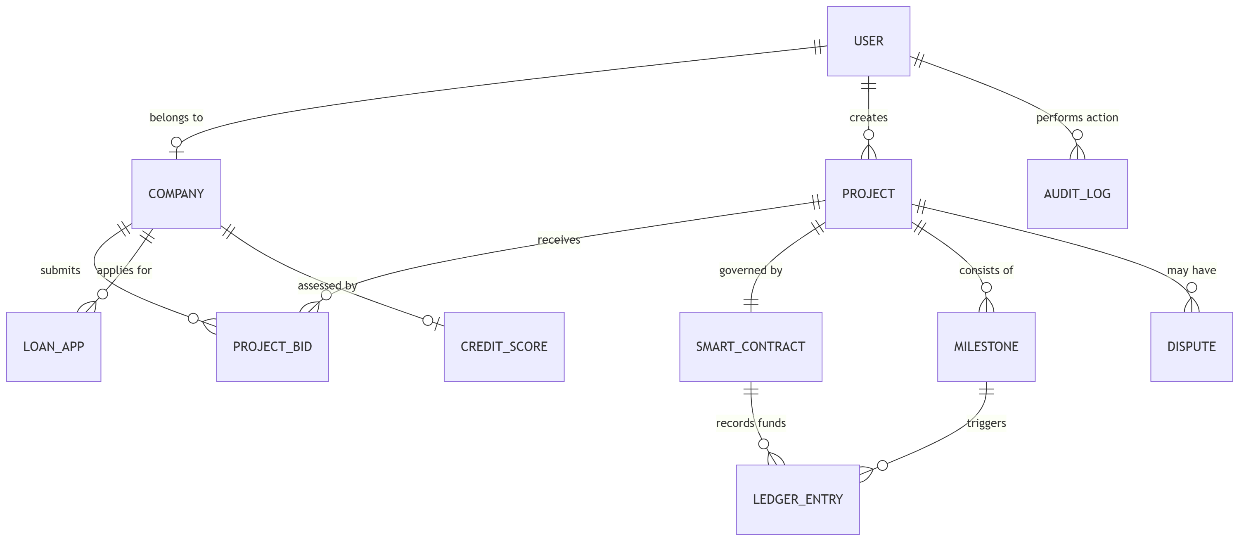 USER
belongs to
creates
performs action
COMPANY
PROJECT
AUDIT_LOG
receives
submits
applies for
assessed by
governed by
consists of
may have
LOAN_APP
PROJECT_BID
CREDIT_SCORE
SMART_CONTRACT
MILESTONE
DISPUTE
records funds
triggers
LEDGER_ENTRY